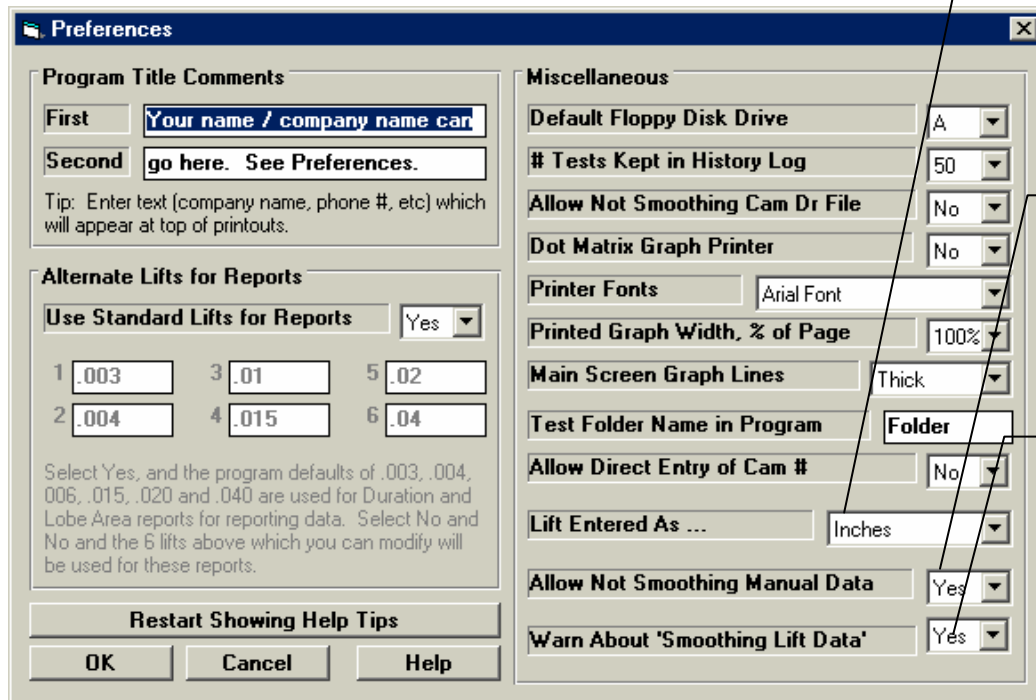 Preferences
Program Title Comments
First Your name / company name can
Second go here. See Preferences.
Tip: Enter text (company name, phone #, etc) which
will appear at top of printouts.
Alternate Lifts for Reports
Use Standard Lifts for Reports Yes
1 .003 3 .01 5 .02
2 .004 4 .015 6 .04
Select Yes, and the program defaults of .003, .004,
006, .015, .020 and .040 are used for Duration and
Lobe Area reports for reporting data. Select No and
No and the 6 lifts above which you can modify will
be used for these reports.
Restart Showing Help Tips
OK Cancel Help
Miscellaneous
Default Floppy Disk Drive A
# Tests Kept in History Log 50
Allow Not Smoothing Cam Dr File No
Dot Matrix Graph Printer No
Printer Fonts Arial Font
Printed Graph Width, % of Page 100%
Main Screen Graph Lines Thick
Test Folder Name in Program Folder
Allow Direct Entry of Cam # No
Lift Entered As ... Inches
Allow Not Smoothing Manual Data Yes
Warn About 'Smoothing Lift Data' Yes